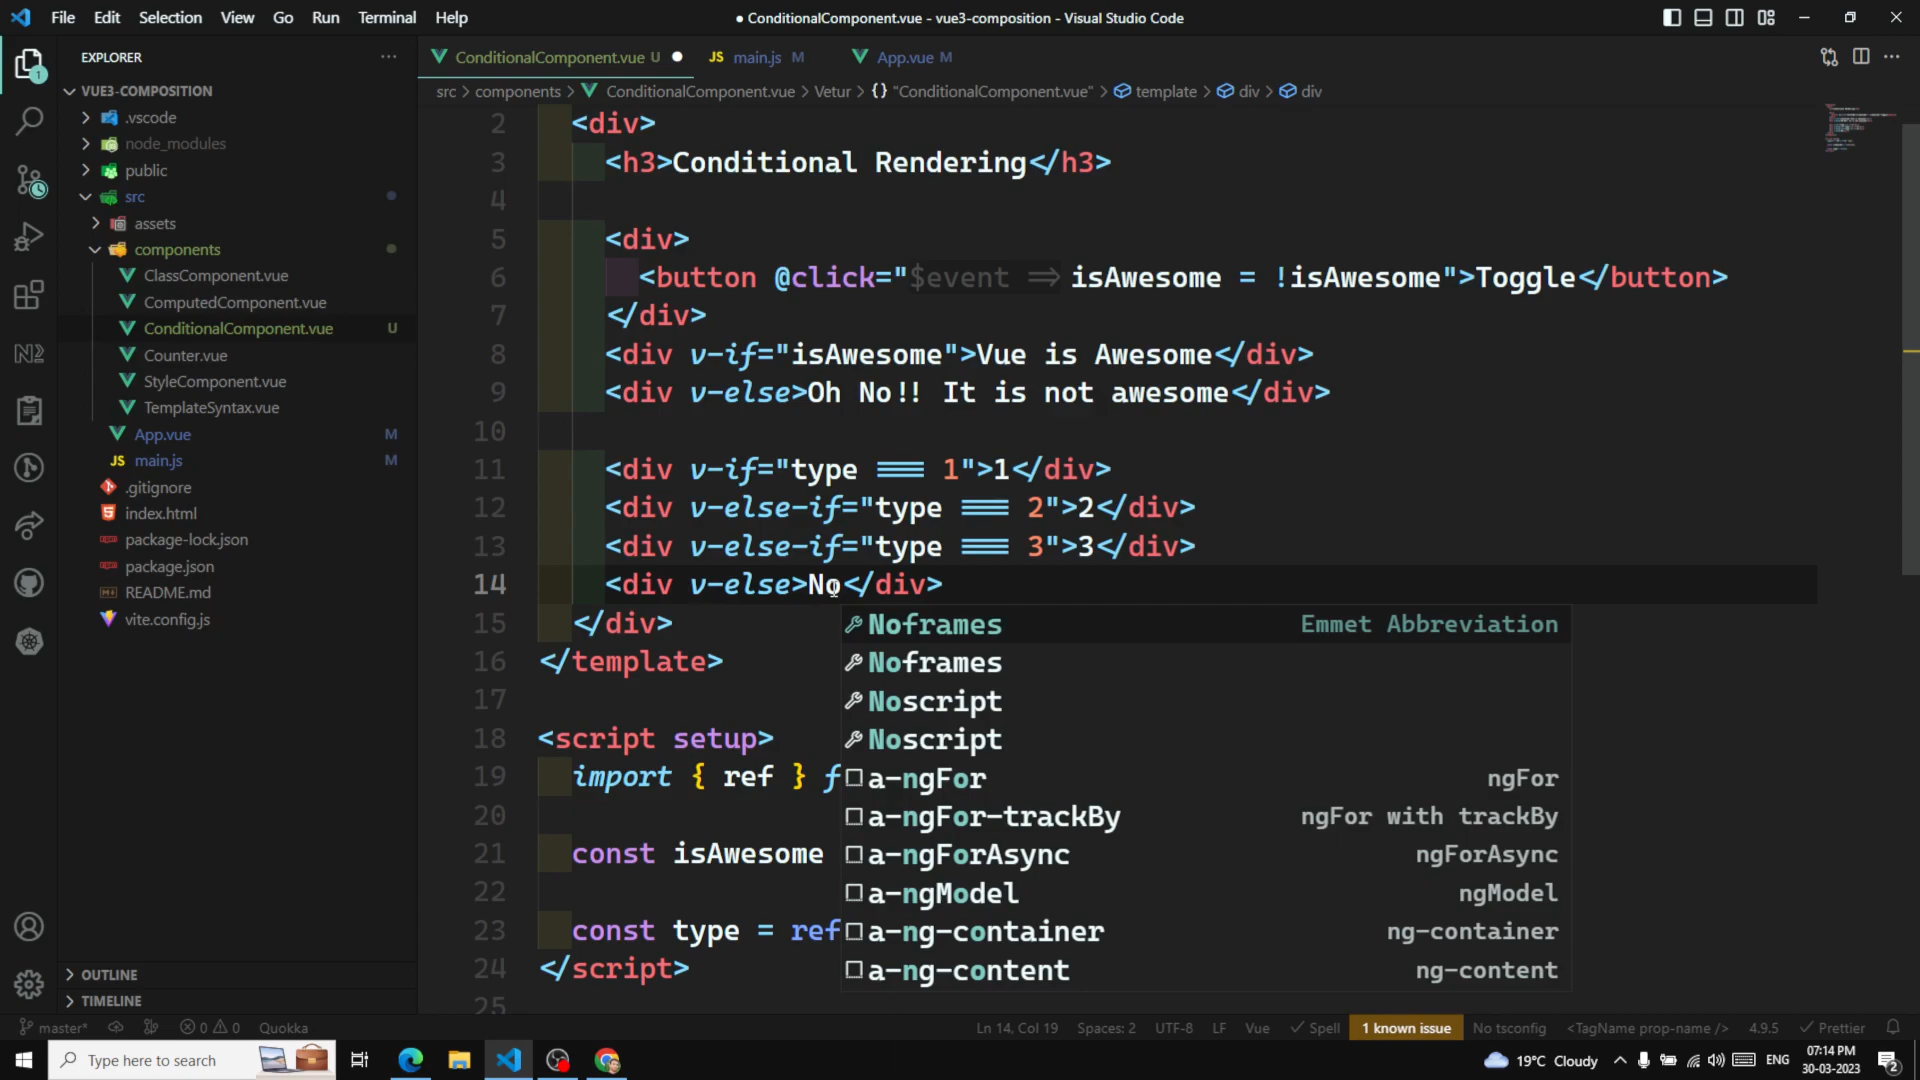 File Edit Selection View Go Run Terminal Help
● ConditionalComponent.vue - vue3-composition - Visual Studio Code
EXPLORER
ConditionalComponent.vue U
JS main.js M
App.vue M
VUE3-COMPOSITION
src > components > ConditionalComponent.vue > Vetur > {} "ConditionalComponent.vue" > template > div > div
.vscode
node_modules
public
src
assets
components
ClassComponent.vue
ComputedComponent.vue
ConditionalComponent.vue U
Counter.vue
StyleComponent.vue
TemplateSyntax.vue
App.vue M
JS main.js M
.gitignore
index.html
package-lock.json
package.json
README.md
vite.config.js
OUTLINE
TIMELINE
2 <div>
3 <h3>Conditional Rendering</h3>
4
5 <div>
6 <button @click="$event => isAwesome = !isAwesome">Toggle</button>
7 </div>
8 <div v-if="isAwesome">Vue is Awesome</div>
9 <div v-else>Oh No!! It is not awesome</div>
10
11 <div v-if="type === 1">1</div>
12 <div v-else-if="type === 2">2</div>
13 <div v-else-if="type === 3">3</div>
14 <div v-else>No</div>
15 </div>
16 </template>
17
18 <script setup>
19 import { ref } f
20
21 const isAwesome
22
23 const type = ref
24 </script>
25
Noframes Emmet Abbreviation
Noframes
Noscript
Noscript
a-ngFor ngFor
a-ngFor-trackBy ngFor with trackBy
a-ngForAsync ngForAsync
a-ngModel ngModel
a-ng-container ng-container
a-ng-content ng-content
master* 0 0 Quokka
Ln 14, Col 19 Spaces: 2 UTF-8 LF Vue Spell 1 known issue No tsconfig <TagName prop-name /> 4.9.5 Prettier
Type here to search
19°C Cloudy ENG 07:14 PM
30-03-2023
2